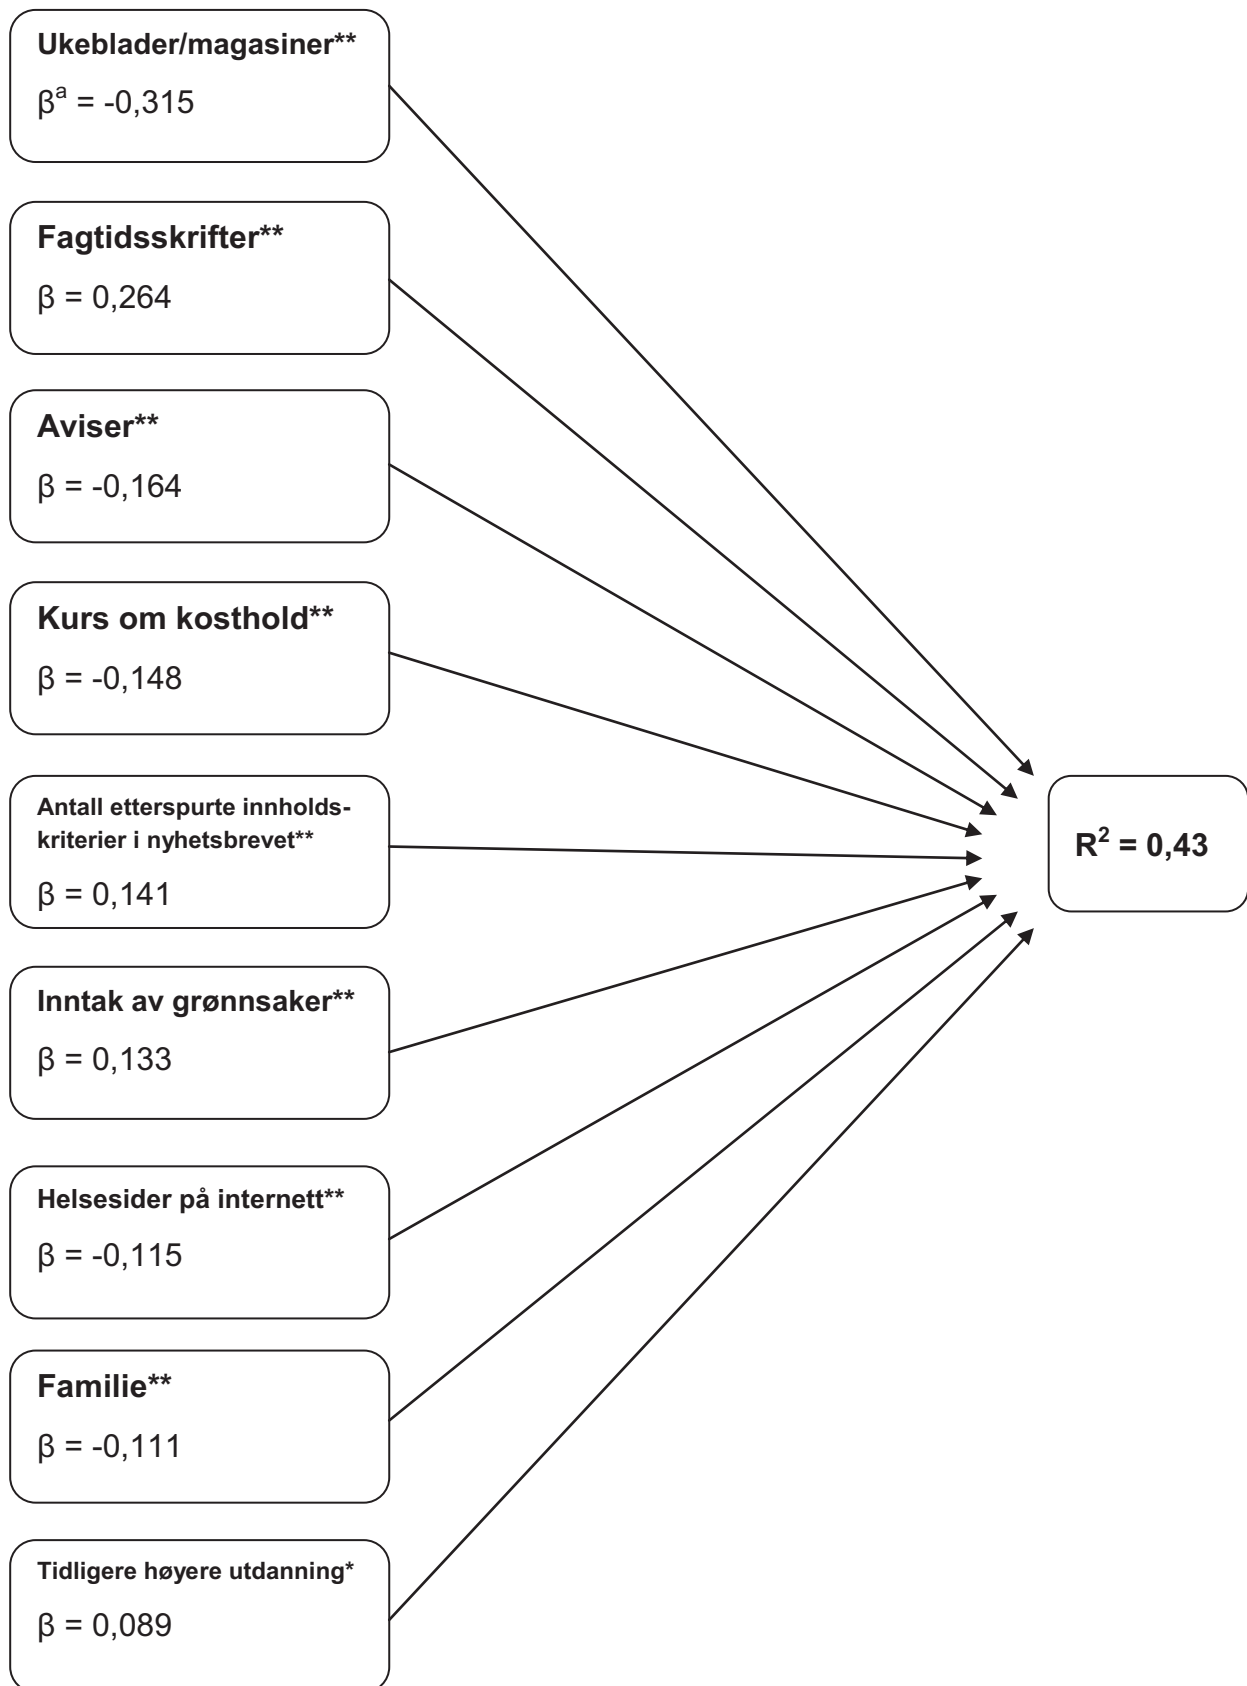 Ukeblader/magasiner**
βᵃ = -0,315
Fagtidsskrifter**
β = 0,264
Aviser**
β = -0,164
Kurs om kosthold**
β = -0,148
Antall etterspurte innholds-
kriterier i nyhetsbrevet**
β = 0,141
R² = 0,43
Inntak av grønnsaker**
β = 0,133
Helsesider på internett**
β = -0,115
Familie**
β = -0,111
Tidligere høyere utdanning*
β = 0,089